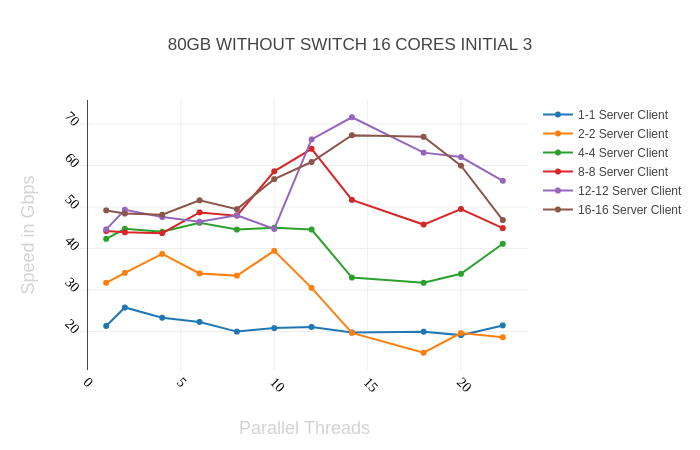 80GB WITHOUT SWITCH 16 CORES INITIAL 3
70
60
50
40
30
20
Speed in Gbps
0
5
10
15
20
Parallel Threads
1-1 Server Client
2-2 Server Client
4-4 Server Client
8-8 Server Client
12-12 Server Client
16-16 Server Client